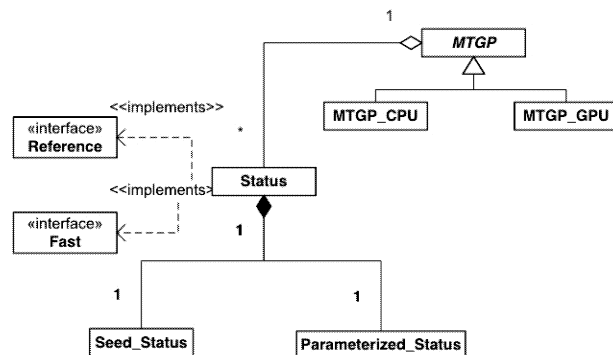 1
MTGP
<<implements>>
MTGP_CPU
MTGP_GPU
«interface»
Reference
*
Status
<<implements>
«interface»
Fast
1
1
1
Seed_Status
Parameterized_Status